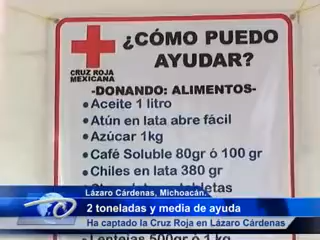 ¿CÓMO PUEDO
AYUDAR?
CRUZ ROJA
MEXICANA
-DONANDO: ALIMENTOS-
• Aceite 1 litro
• Atún en lata abre fácil
• Azúcar 1kg
• Café Soluble 80gr ó 100 gr
• Chiles en lata 380 gr
Lázaro Cárdenas, Michoacán.
2 toneladas y media de ayuda
Ha captado la Cruz Roja en Lázaro Cárdenas